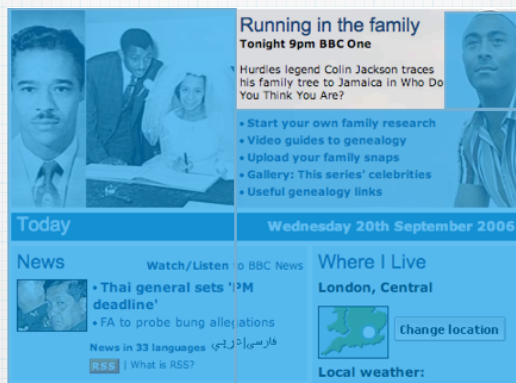 Running in the family
Tonight 9pm BBC One
Hurdles legend Colin Jackson traces
his family tree to Jamaica in Who Do
You Think You Are?
• Start your own family research
• Video guides to genealogy
• Upload your family snaps
• Gallery: This series' celebrities
• Useful genealogy links
Today
Wednesday 20th September 2006
News
Watch/Listen to BBC News
• Thai general sets 'PM
deadline'
• FA to probe bung allegations
News in 33 languages فارسی|عربي
RSS | What is RSS?
Where I Live
London, Central
Change location
Local weather: